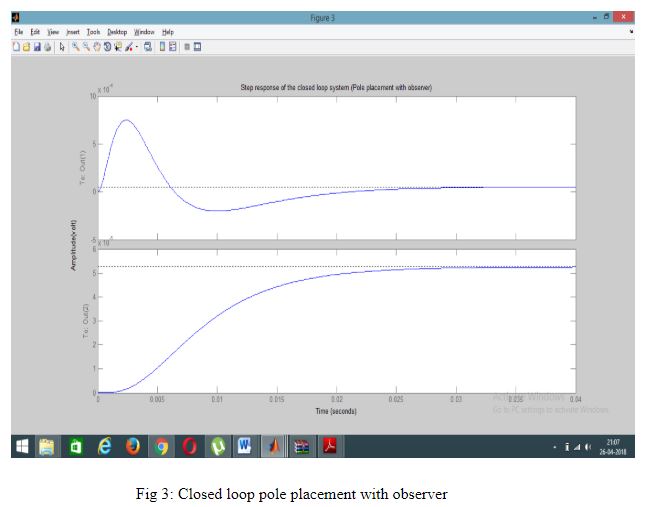 Figure 3
File Edit View Insert Tools Desktop Window Help
Step response of the closed loop system (Pole placement with observer)
10 x 10
5
0
-5
To: Out(1)
Amplitude(volt)
x 10
6
5
4
3
2
1
0
To: Out(2)
0 0.005 0.01 0.015 0.02 0.025 0.03 0.035 0.04
Time (seconds)
Activate Windows
Go to PC settings to activate Windows.
21:07
26-04-2018
Fig 3: Closed loop pole placement with observer